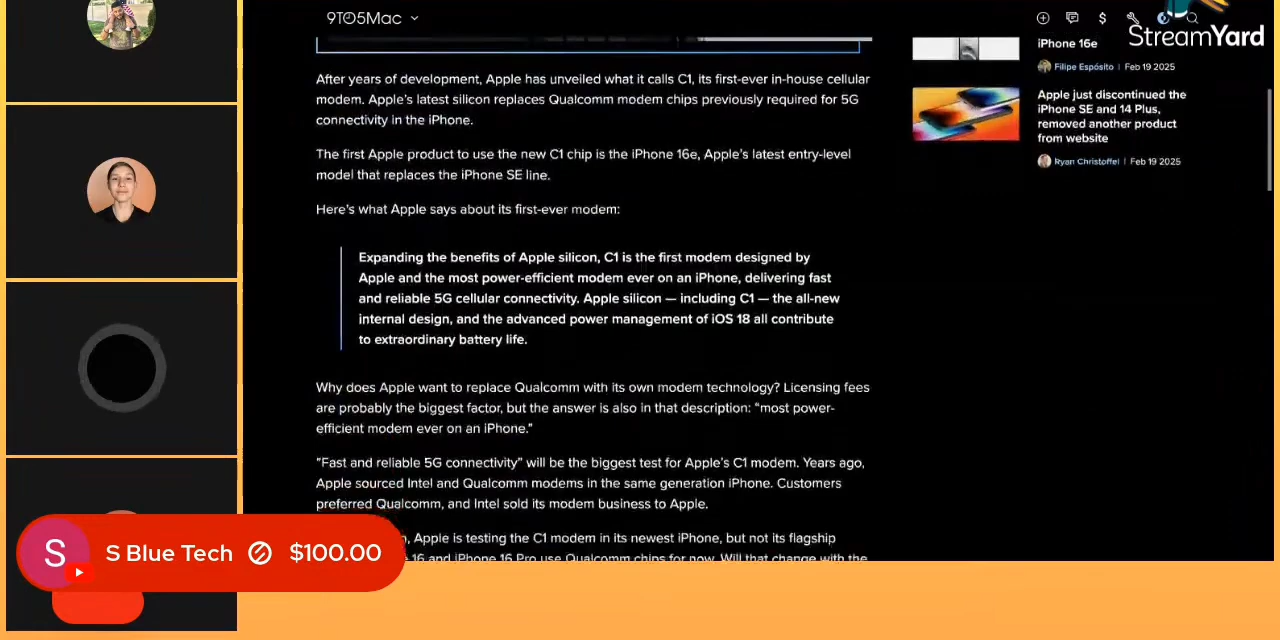 9TO5Mac
$
StreamYard
iPhone 16e
Filipe Espósito | Feb 19 2025
Apple just discontinued the
iPhone SE and 14 Plus,
removed another product
from website
Ryan Christoffel | Feb 19 2025
After years of development, Apple has unveiled what it calls C1, its first-ever in-house cellular
modem. Apple’s latest silicon replaces Qualcomm modem chips previously required for 5G
connectivity in the iPhone.
The first Apple product to use the new C1 chip is the iPhone 16e, Apple’s latest entry-level
model that replaces the iPhone SE line.
Here’s what Apple says about its first-ever modem:
Expanding the benefits of Apple silicon, C1 is the first modem designed by
Apple and the most power-efficient modem ever on an iPhone, delivering fast
and reliable 5G cellular connectivity. Apple silicon — including C1 — the all-new
internal design, and the advanced power management of iOS 18 all contribute
to extraordinary battery life.
Why does Apple want to replace Qualcomm with its own modem technology? Licensing fees
are probably the biggest factor, but the answer is also in that description: “most power-
efficient modem ever on an iPhone.”
“Fast and reliable 5G connectivity” will be the biggest test for Apple’s C1 modem. Years ago,
Apple sourced Intel and Qualcomm modems in the same generation iPhone. Customers
preferred Qualcomm, and Intel sold its modem business to Apple.
, Apple is testing the C1 modem in its newest iPhone, but not its flagship
16 and iPhone 16 Pro use Qualcomm chips for now. Will that change with the
S
S Blue Tech $100.00